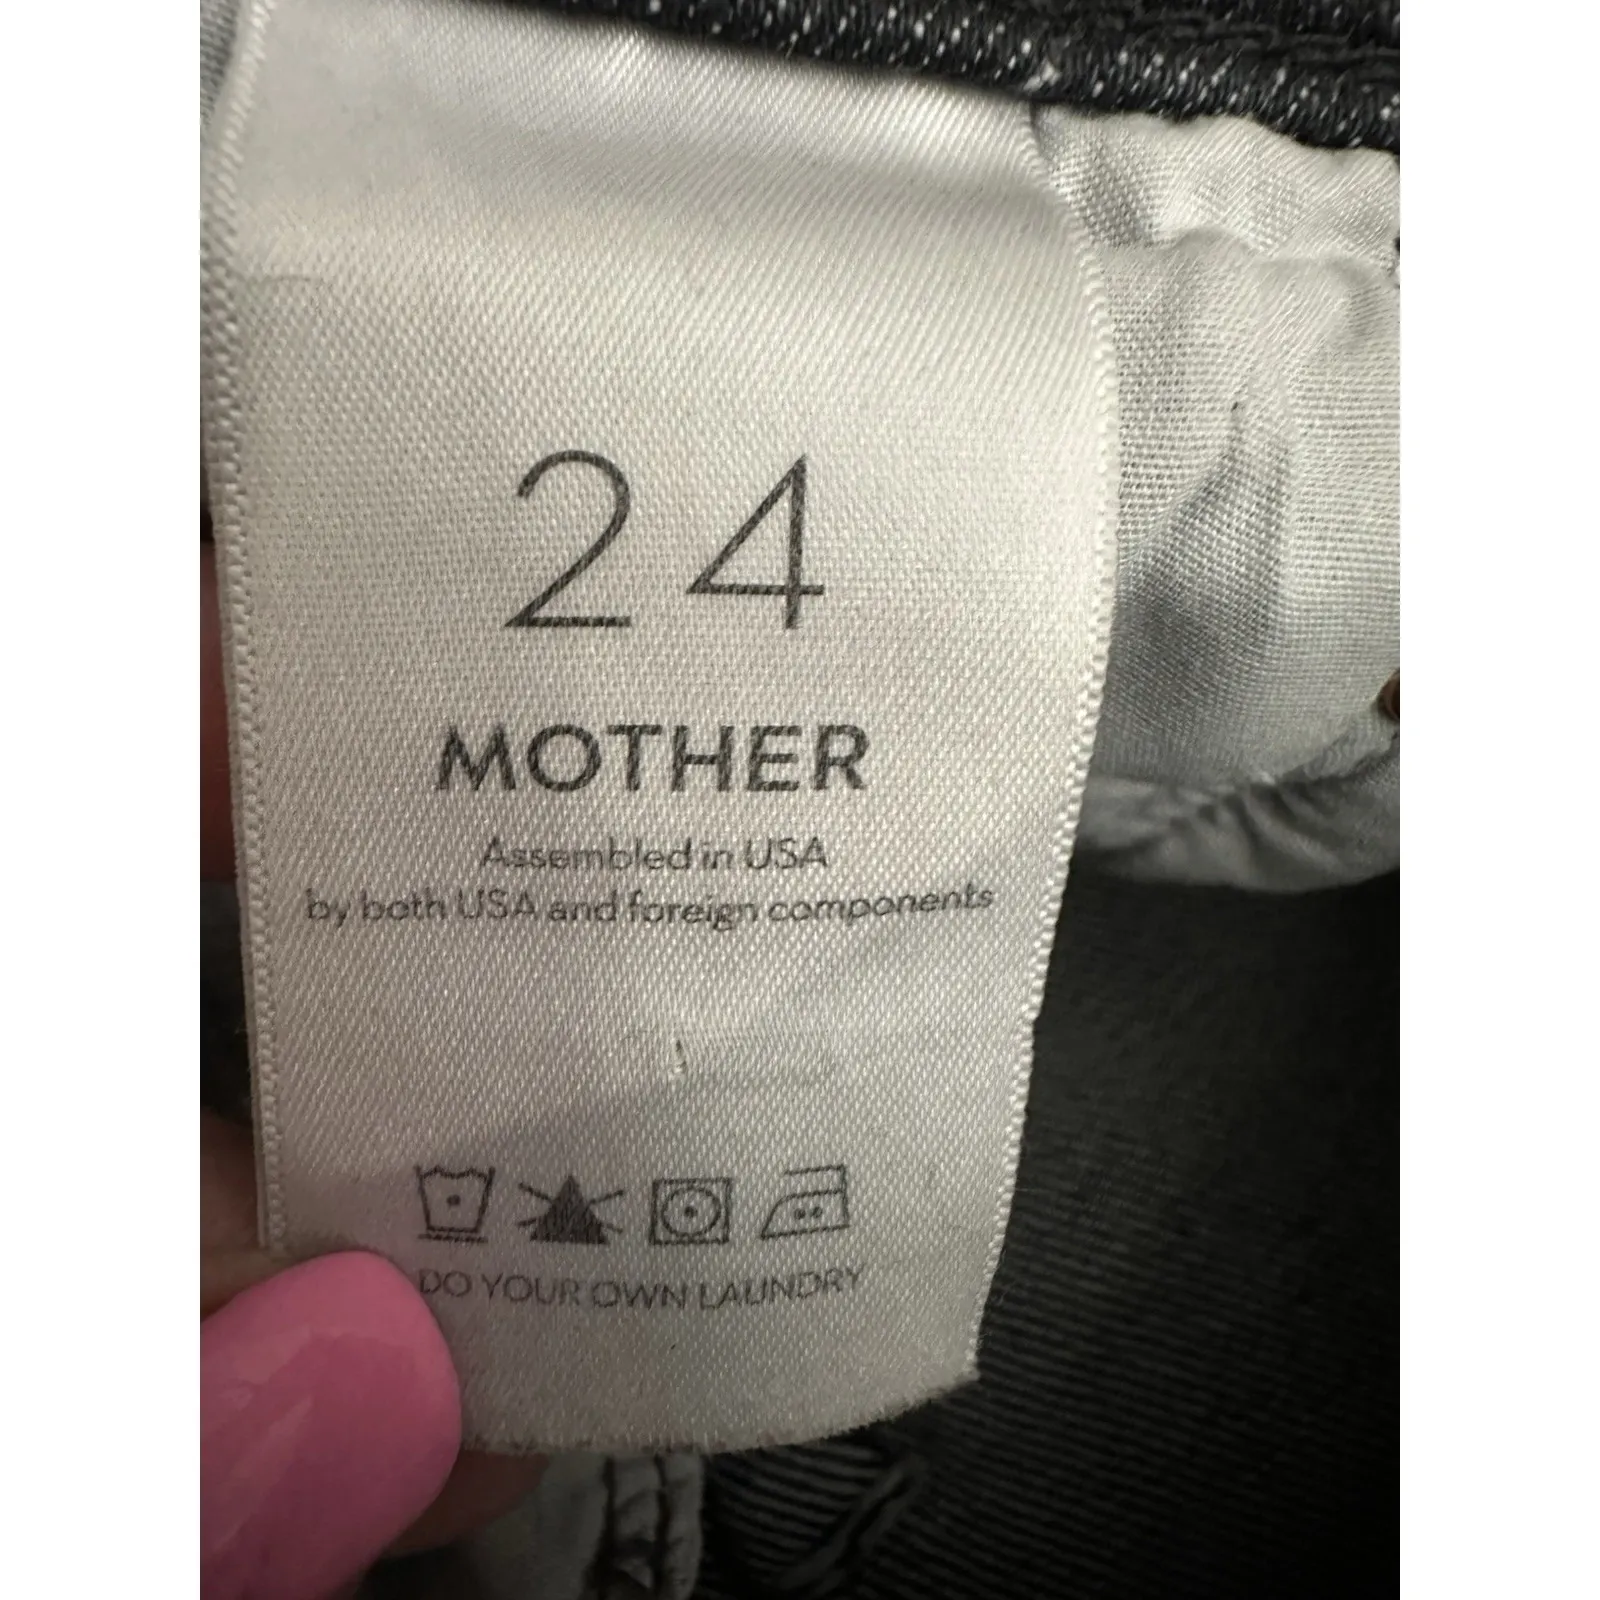 24
MOTHER
Assembled in USA
by both USA and foreign components
DO YOUR OWN LAUNDRY